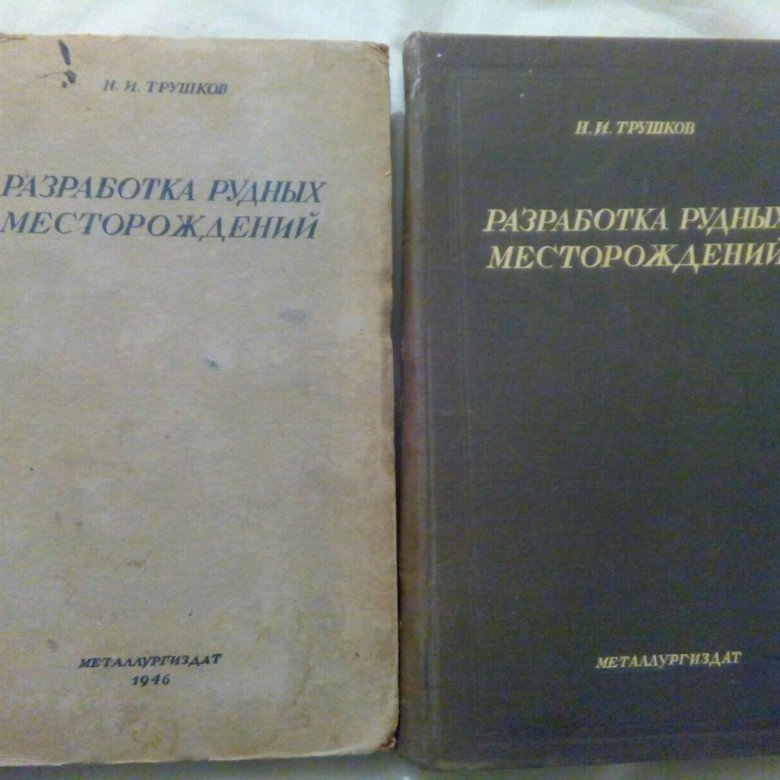 Н. И. ТРУШКОВ
РАЗРАБОТКА РУДНЫХ
МЕСТОРОЖДЕНИЙ
МЕТАЛЛУРГИЗДАТ
1946
Н. И. ТРУШКОВ
РАЗРАБОТКА РУДНЫХ
МЕСТОРОЖДЕНИЙ
МЕТАЛЛУРГИЗДАТ